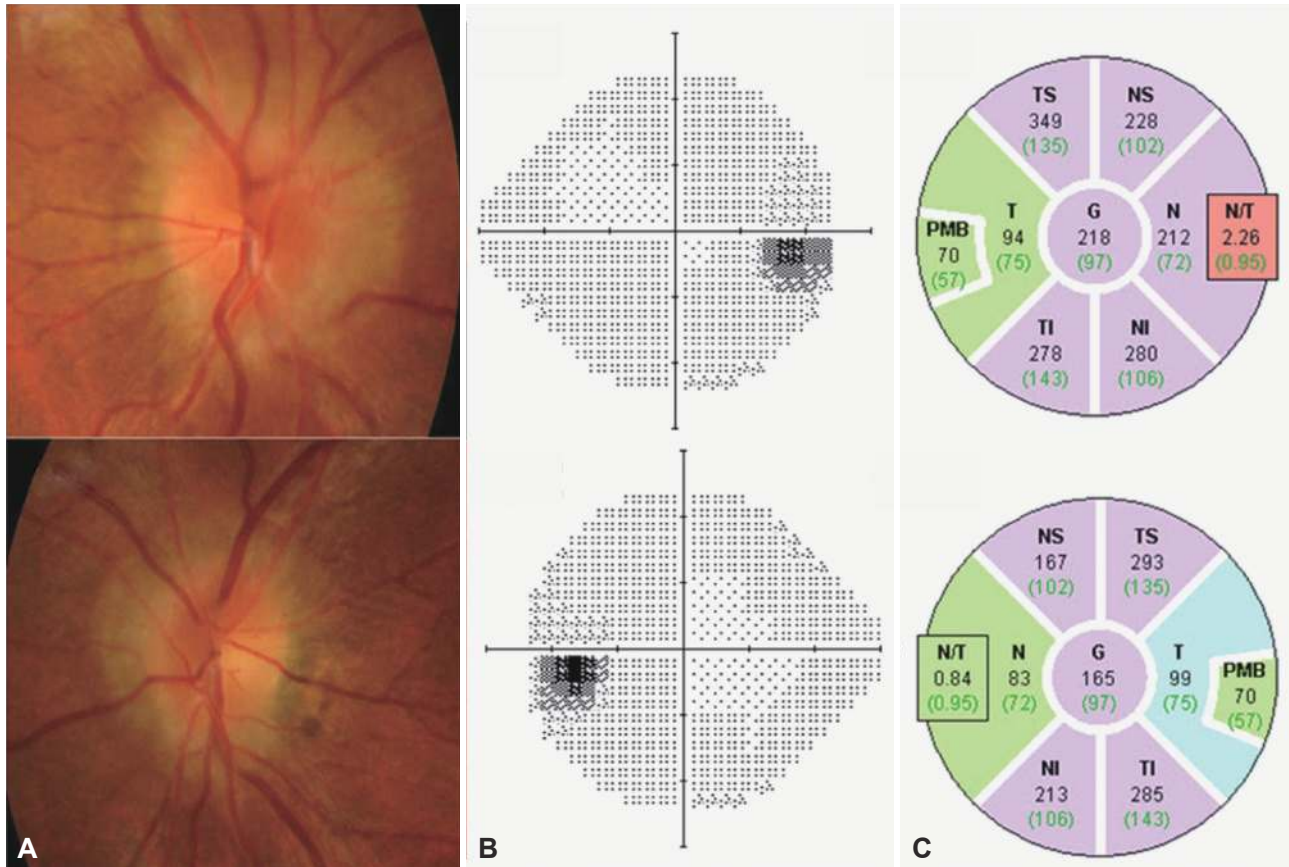 TS
349
(135)
NS
228
(102)
PMB
70
(57)
T
94
(75)
G
218
(97)
N
212
(72)
N/T
2.26
(0.95)
TI
278
(143)
NI
280
(106)
NS
167
(102)
TS
293
(135)
N/T
0.84
(0.95)
N
83
(72)
G
165
(97)
T
99
(75)
PMB
70
(57)
NI
213
(106)
TI
285
(143)
A
B
C